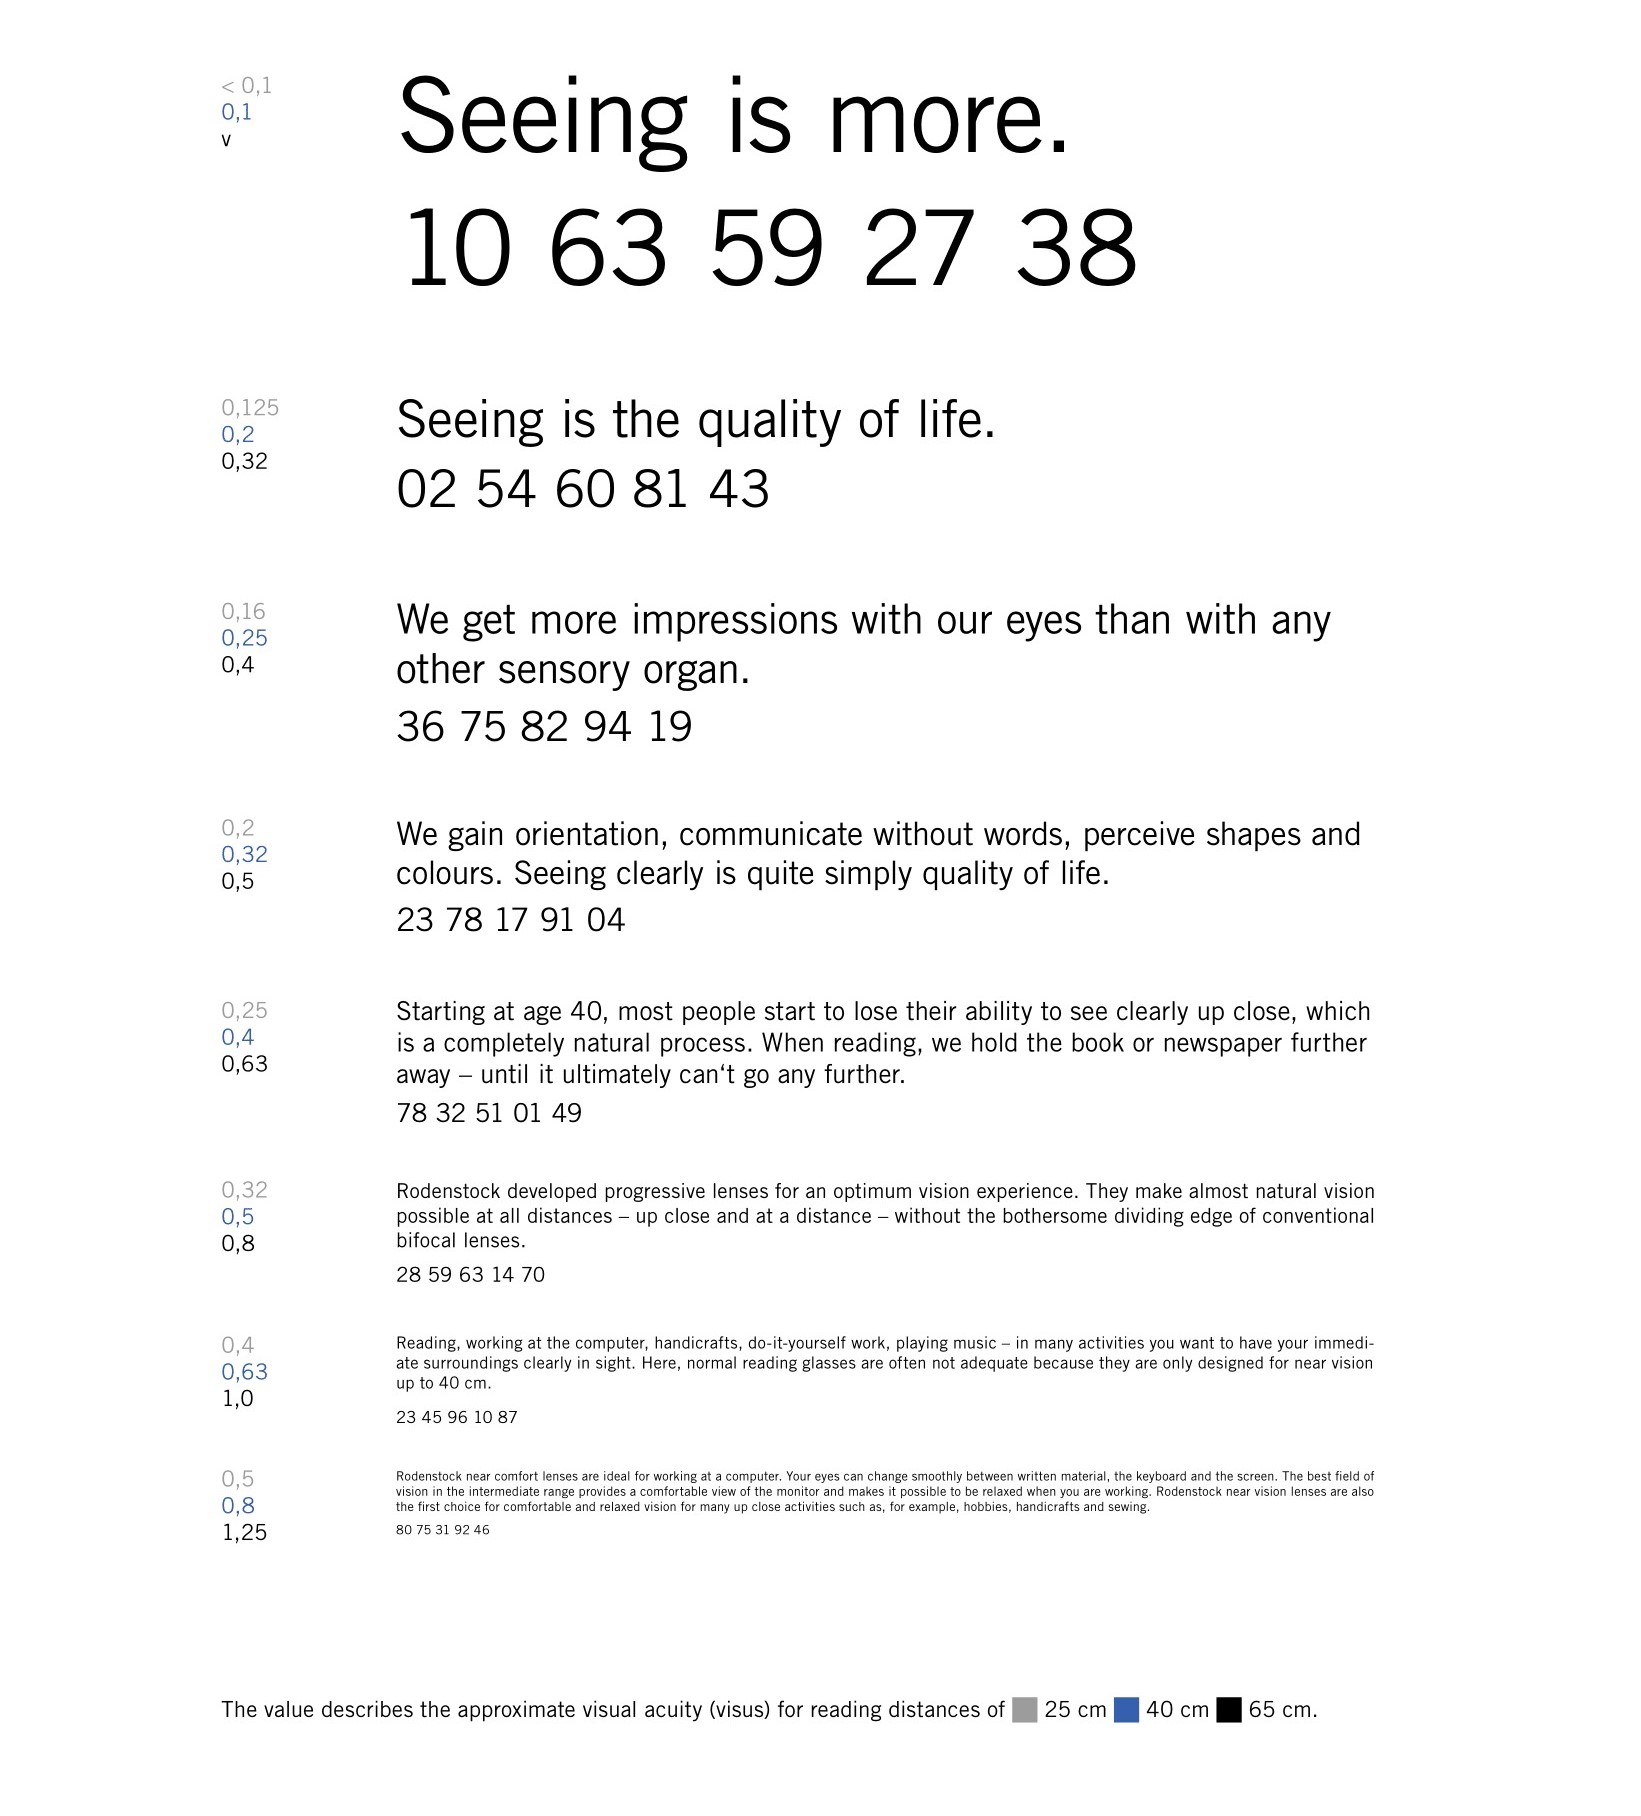 < 0,1
0,1
v
Seeing is more.
10 63 59 27 38
0,125
0,2
0,32
Seeing is the quality of life.
02 54 60 81 43
0,16
0,25
0,4
We get more impressions with our eyes than with any
other sensory organ.
36 75 82 94 19
0,2
0,32
0,5
We gain orientation, communicate without words, perceive shapes and
colours. Seeing clearly is quite simply quality of life.
23 78 17 91 04
0,25
0,4
0,63
Starting at age 40, most people start to lose their ability to see clearly up close, which
is a completely natural process. When reading, we hold the book or newspaper further
away – until it ultimately can‘t go any further.
78 32 51 01 49
0,32
0,5
0,8
Rodenstock developed progressive lenses for an optimum vision experience. They make almost natural vision
possible at all distances – up close and at a distance – without the bothersome dividing edge of conventional
bifocal lenses.
28 59 63 14 70
0,4
0,63
1,0
Reading, working at the computer, handicrafts, do-it-yourself work, playing music – in many activities you want to have your immedi-
ate surroundings clearly in sight. Here, normal reading glasses are often not adequate because they are only designed for near vision
up to 40 cm.
23 45 96 10 87
0,5
0,8
1,25
Rodenstock near comfort lenses are ideal for working at a computer. Your eyes can change smoothly between written material, the keyboard and the screen. The best field of
vision in the intermediate range provides a comfortable view of the monitor and makes it possible to be relaxed when you are working. Rodenstock near vision lenses are also
the first choice for comfortable and relaxed vision for many up close activities such as, for example, hobbies, handicrafts and sewing.
80 75 31 92 46
The value describes the approximate visual acuity (visus) for reading distances of 25 cm 40 cm 65 cm.